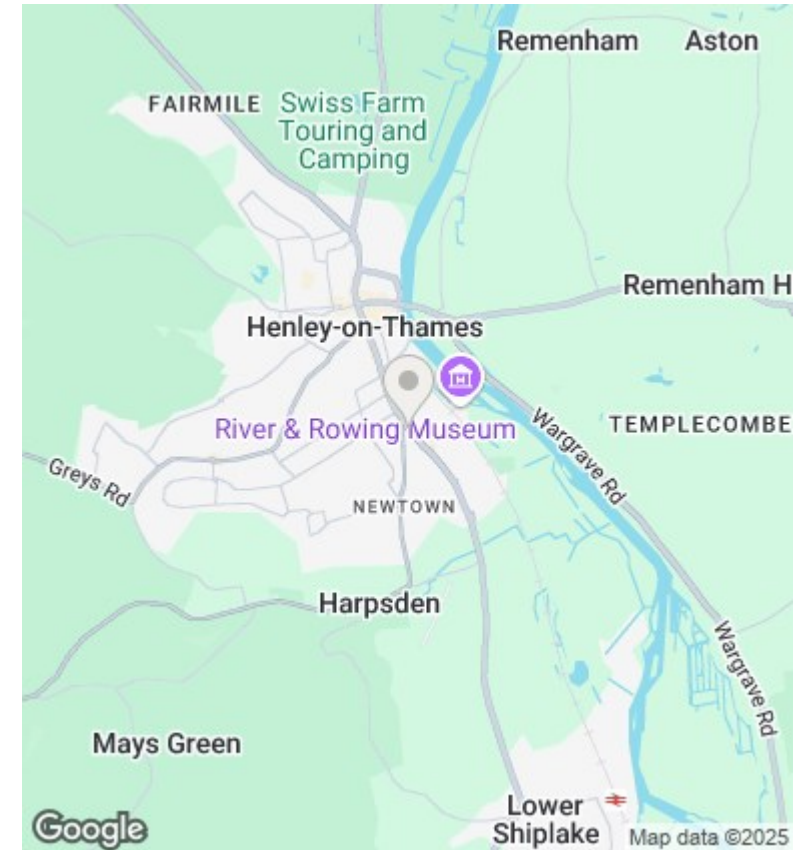 Remenham Aston
FAIRMILE Swiss Farm
Touring and
Camping
Remenham H
Henley-on-Thames
River & Rowing Museum
Wargrave Rd
TEMPLECOMBE
Greys Rd
NEWTOWN
Harpsden
Wargrave Rd
Mays Green
Lower
Shiplake
Google
Map data ©2025